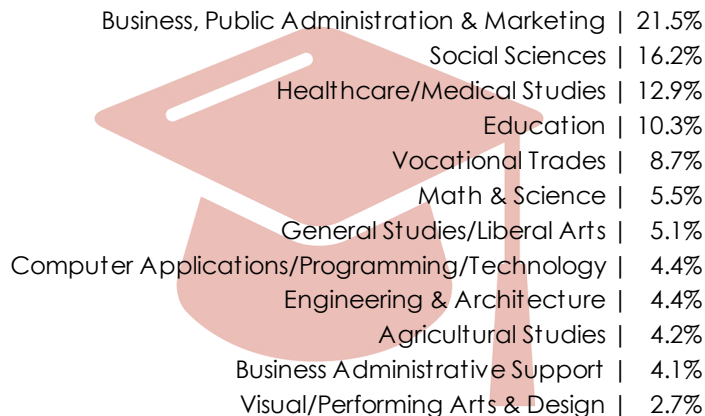 Business, Public Administration & Marketing | 21.5%
Social Sciences | 16.2%
Healthcare/Medical Studies | 12.9%
Education | 10.3%
Vocational Trades | 8.7%
Math & Science | 5.5%
General Studies/Liberal Arts | 5.1%
Computer Applications/Programming/Technology | 4.4%
Engineering & Architecture | 4.4%
Agricultural Studies | 4.2%
Business Administrative Support | 4.1%
Visual/Performing Arts & Design | 2.7%